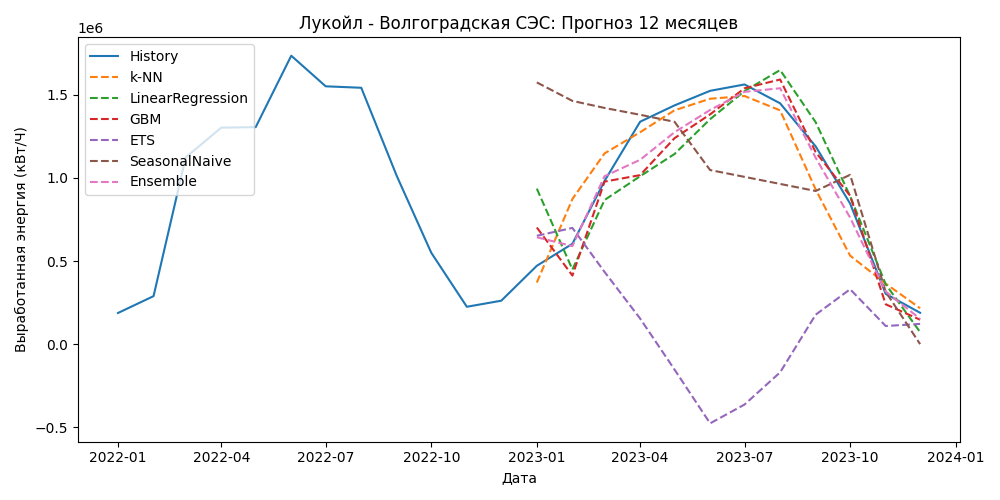 Лукойл - Волгоградская СЭС: Прогноз 12 месяцев
1e6
Выработанная энергия (кВт/Ч)
1.5
1.0
0.5
0.0
−0.5
History
k-NN
LinearRegression
GBM
ETS
SeasonalNaive
Ensemble
2022-01
2022-04
2022-07
2022-10
2023-01
2023-04
2023-07
2023-10
2024-01
Дата